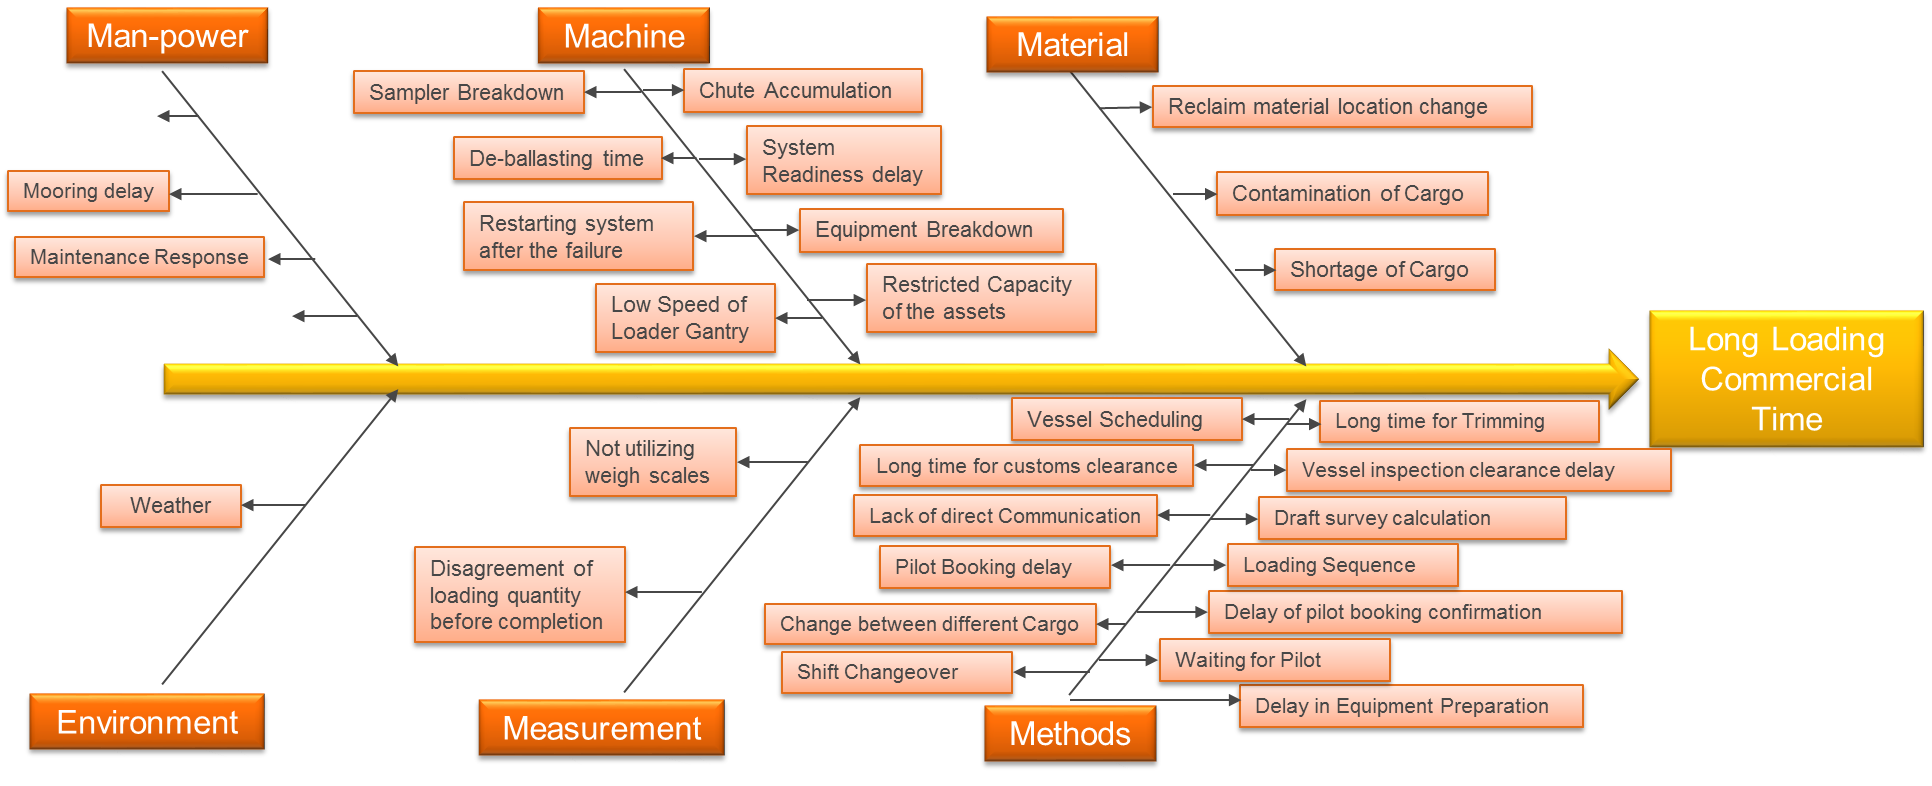 Man-power
Machine
Material
Sampler Breakdown
Chute Accumulation
Reclaim material location change
De-ballasting time
System
Readiness delay
Mooring delay
Contamination of Cargo
Restarting system
after the failure
Equipment Breakdown
Maintenance Response
Shortage of Cargo
Low Speed of
Loader Gantry
Restricted Capacity
of the assets
Long Loading
Commercial
Time
Vessel Scheduling
Long time for Trimming
Not utilizing
weigh scales
Long time for customs clearance
Vessel inspection clearance delay
Weather
Lack of direct Communication
Draft survey calculation
Disagreement of
loading quantity
before completion
Pilot Booking delay
Loading Sequence
Change between different Cargo
Delay of pilot booking confirmation
Shift Changeover
Waiting for Pilot
Delay in Equipment Preparation
Environment
Measurement
Methods